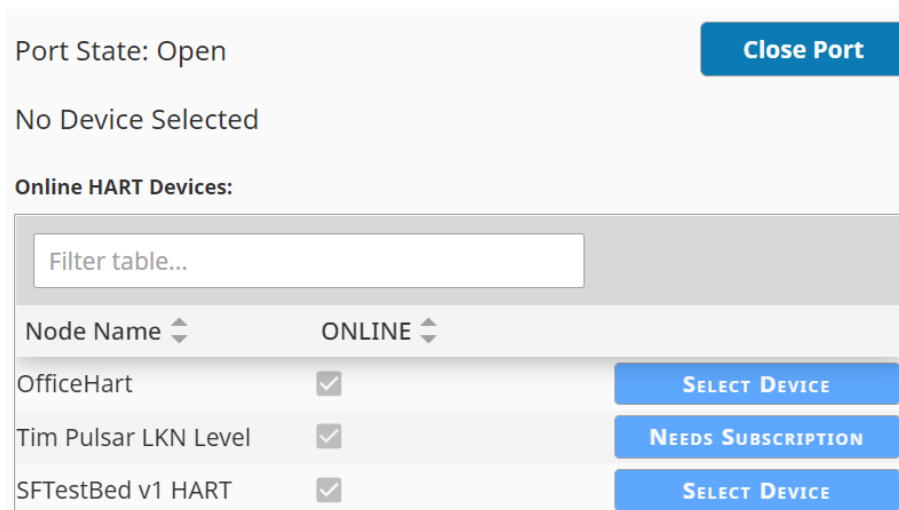 Port State: Open
Close Port
No Device Selected
Online HART Devices:
Filter table...
Node Name ONLINE
OfficeHart SELECT DEVICE
Tim Pulsar LKN Level NEEDS SUBSCRIPTION
SFTestBed v1 HART SELECT DEVICE